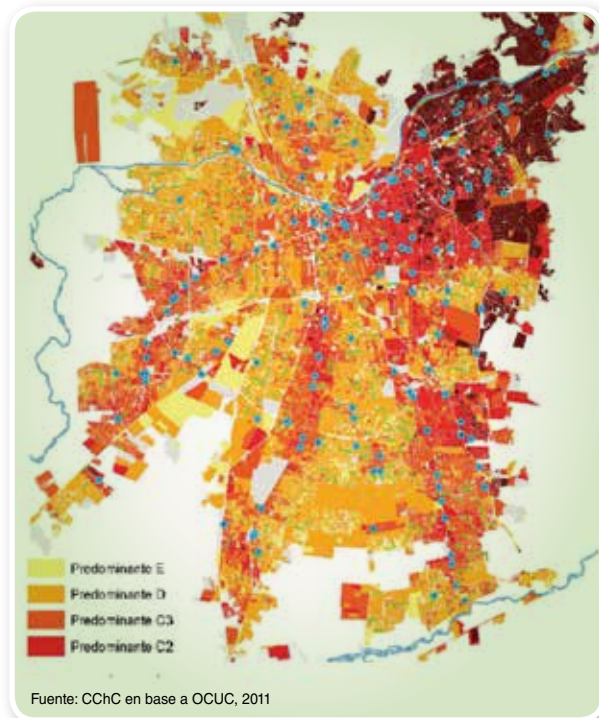 Predominante E
Predominante D
Predominante C3
Predominante C2
Fuente: CChC en base a OCUC, 2011